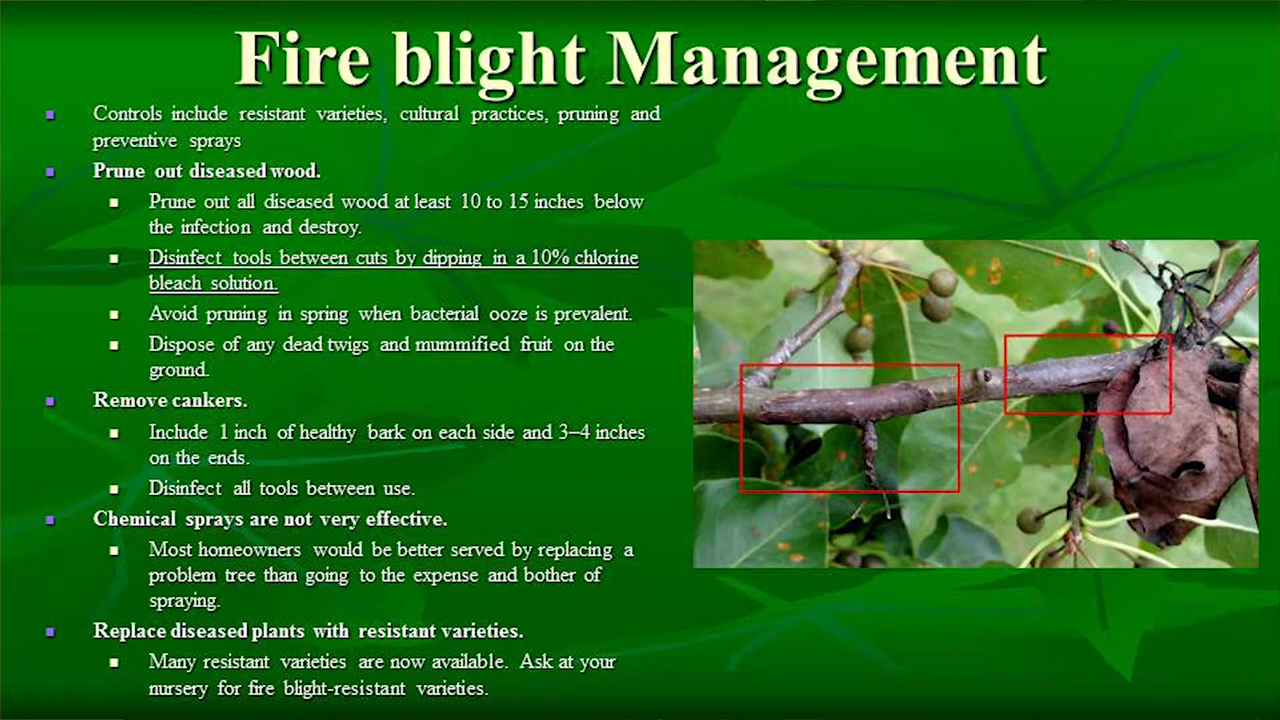 Fire blight Management
Controls include resistant varieties, cultural practices, pruning and
preventive sprays
Prune out diseased wood.
Prune out all diseased wood at least 10 to 15 inches below
the infection and destroy.
Disinfect tools between cuts by dipping in a 10% chlorine
bleach solution.
Avoid pruning in spring when bacterial ooze is prevalent.
Dispose of any dead twigs and mummified fruit on the
ground.
Remove cankers.
Include 1 inch of healthy bark on each side and 3–4 inches
on the ends.
Disinfect all tools between use.
Chemical sprays are not very effective.
Most homeowners would be better served by replacing a
problem tree than going to the expense and bother of
spraying.
Replace diseased plants with resistant varieties.
Many resistant varieties are now available. Ask at your
nursery for fire blight-resistant varieties.